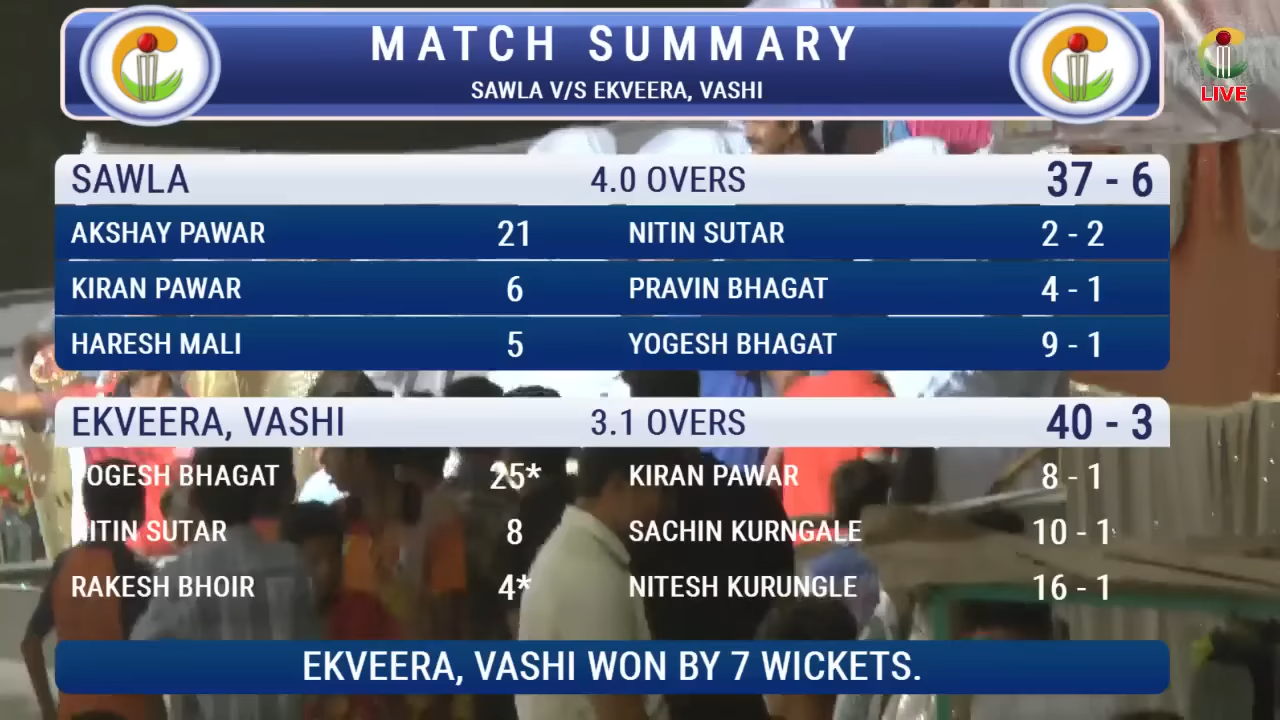 MATCH SUMMARY
SAWLA V/S EKVEERA, VASHI
LIVE
SAWLA 4.0 OVERS 37 - 6
AKSHAY PAWAR 21 NITIN SUTAR 2 - 2
KIRAN PAWAR 6 PRAVIN BHAGAT 4 - 1
HARESH MALI 5 YOGESH BHAGAT 9 - 1
EKVEERA, VASHI 3.1 OVERS 40 - 3
YOGESH BHAGAT 25* KIRAN PAWAR 8 - 1
NITIN SUTAR 8 SACHIN KURNGALE 10 - 1
RAKESH BHOIR 4* NITESH KURUNGLE 16 - 1
EKVEERA, VASHI WON BY 7 WICKETS.